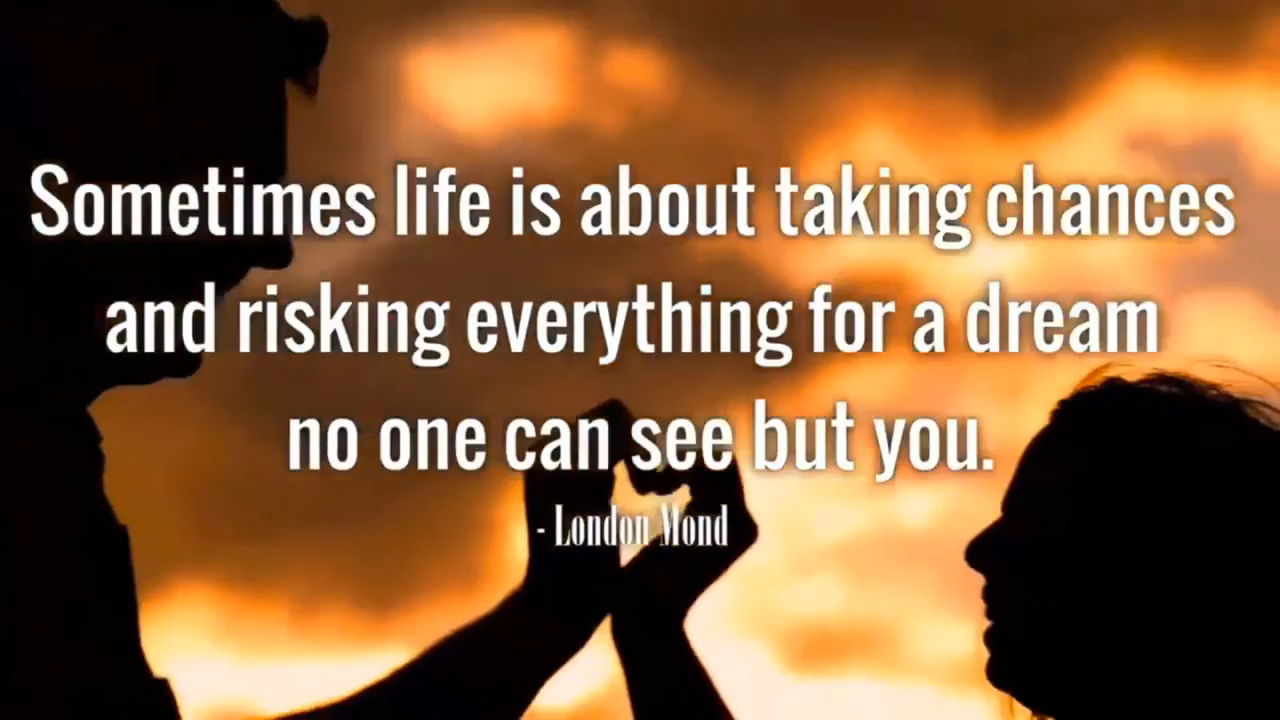 Sometimes life is about taking chances
and risking everything for a dream
no one can see but you.
- London Mond